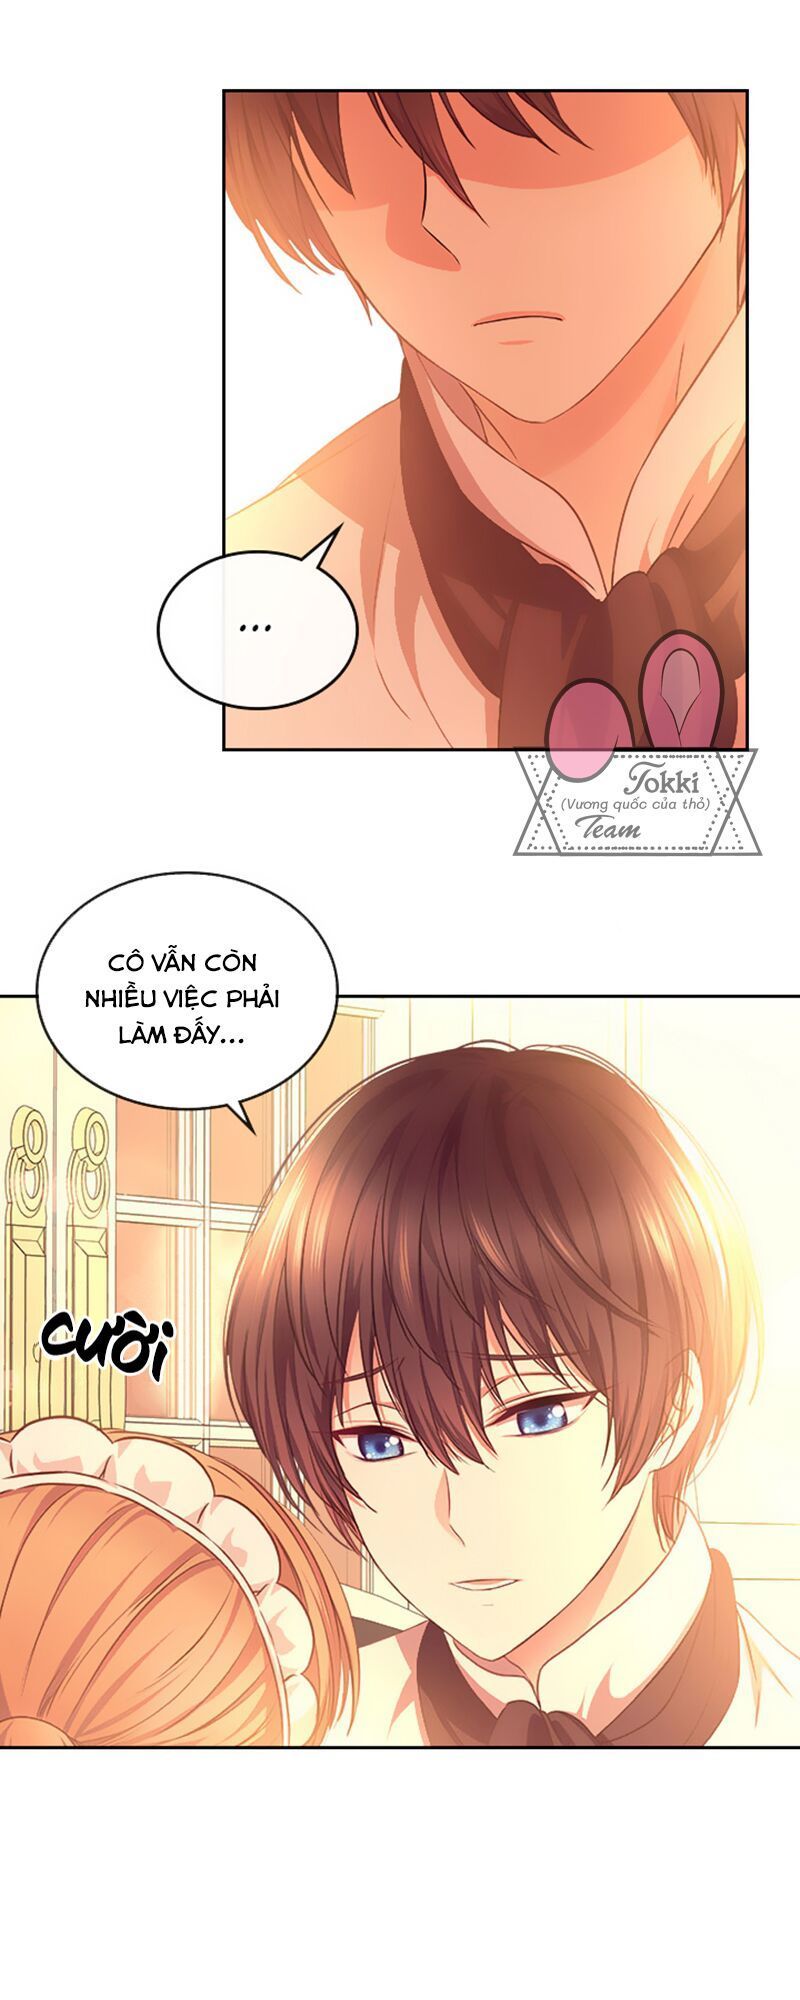 ...
Tokki
(Vương quốc của thỏ)
Team
CÔ VẪN CÒN
NHIỀU VIỆC PHẢI
LÀM ĐẤY...
cười